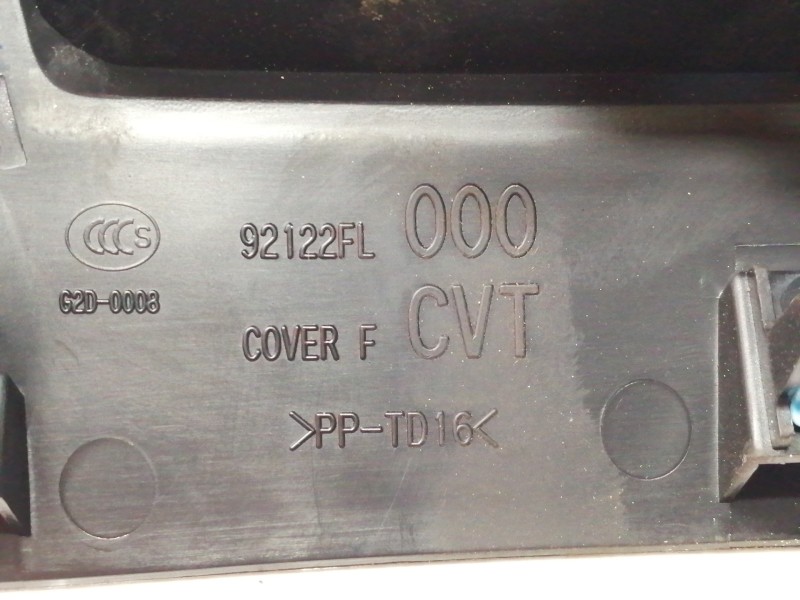 92122FL 000
CCCS
G2D-0008
COVER F CVT
>PP-TD16<